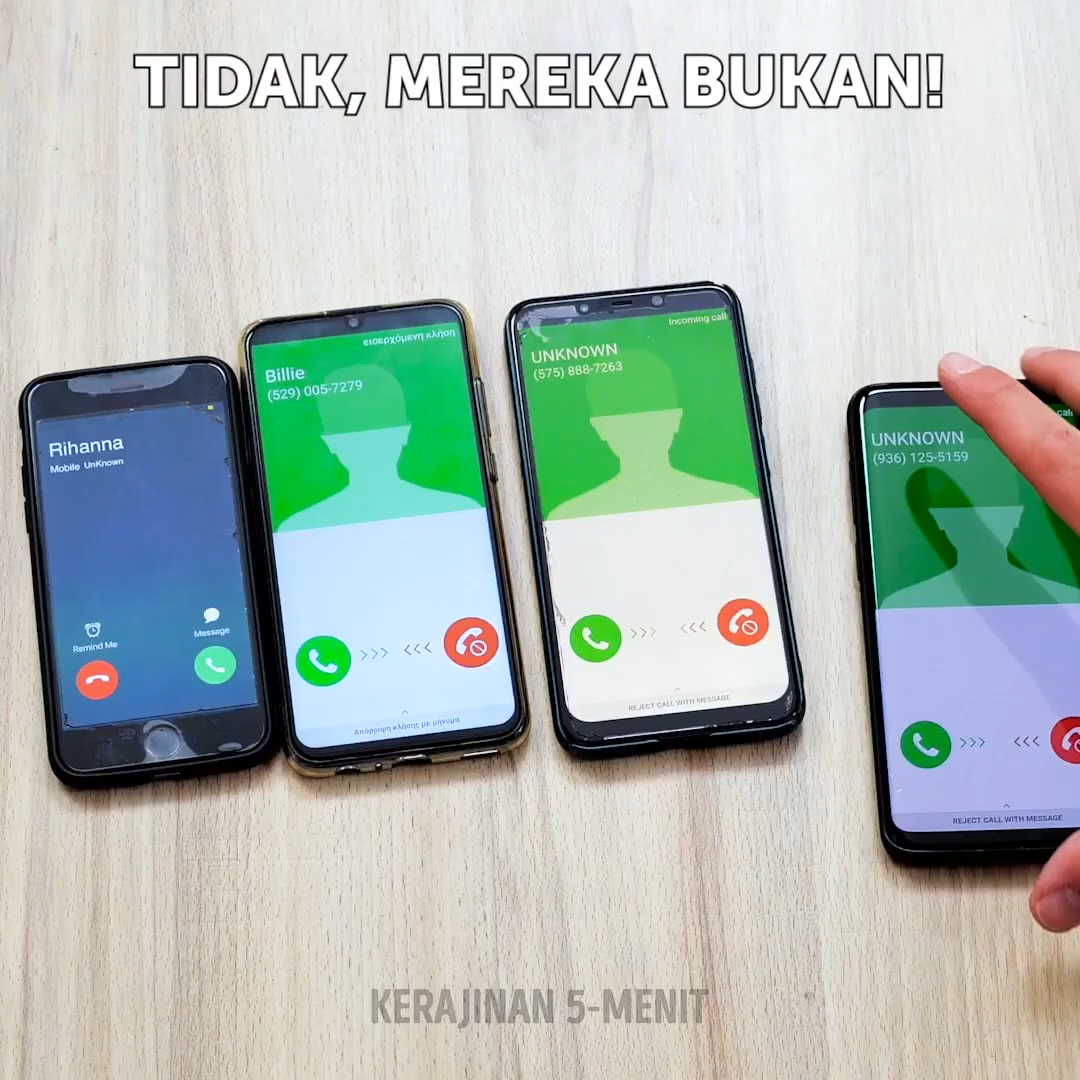 TIDAK, MEREKA BUKAN!
Rihanna
Mobile UnKnown
Remind Me
Message
εισερχόμενη κλήση
Billie
(529) 005-7279
Απόρριψη κλήσης με μήνυμα
Incoming call
UNKNOWN
(575) 888-7263
REJECT CALL WITH MESSAGE
call
UNKNOWN
(936) 125-5159
REJECT CALL WITH MESSAGE
KERAJINAN 5-MENIT